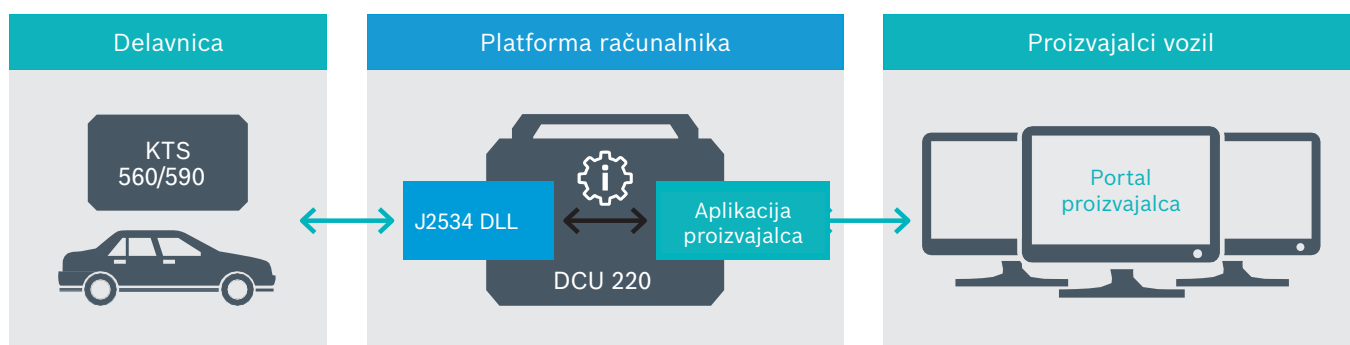 Delavnica
KTS
560/590
Platforma računalnika
J2534 DLL
Aplikacija
proizvajalca
DCU 220
Proizvajalci vozil
Portal
proizvajalca